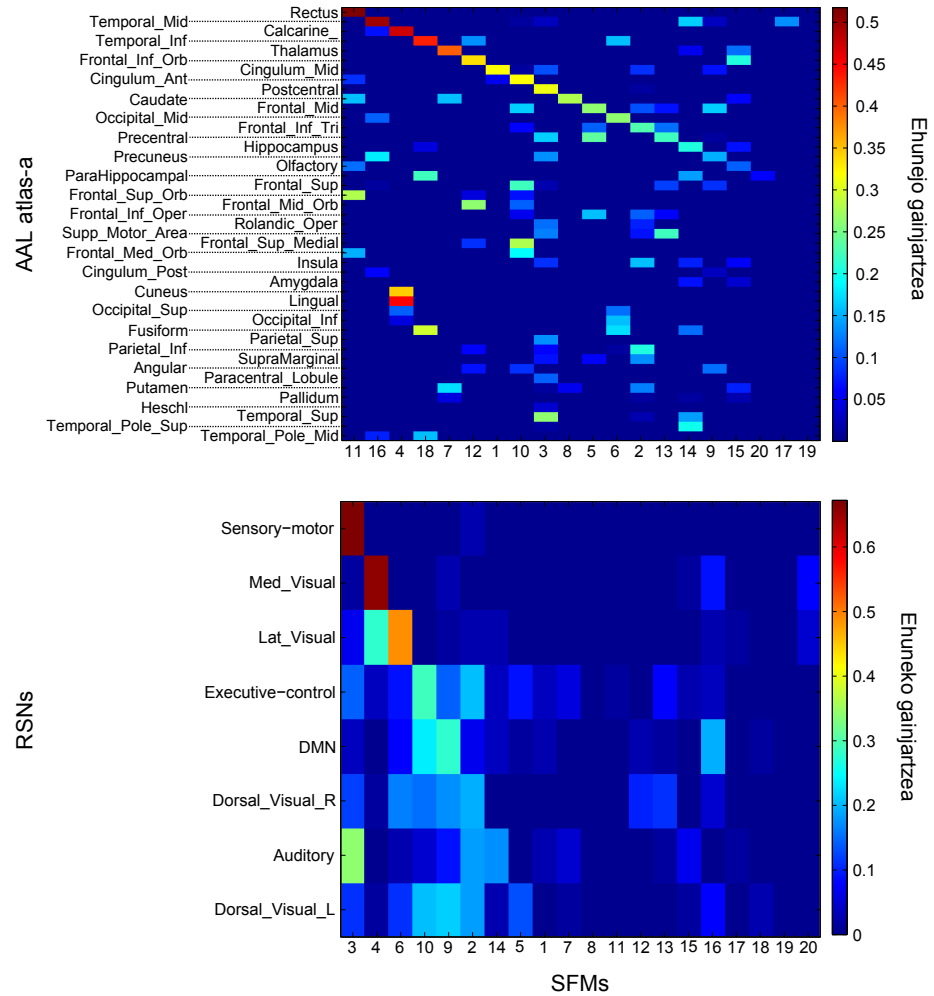 Rectus
Temporal_Mid
Calcarine_
Temporal_Inf
Thalamus
Frontal_Inf_Orb
Cingulum_Mid
Cingulum_Ant
Postcentral
Caudate
Frontal_Mid
Occipital_Mid
Frontal_Inf_Tri
Precentral
Hippocampus
Precuneus
Olfactory
ParaHippocampal
Frontal_Sup
Frontal_Sup_Orb
Frontal_Mid_Orb
Frontal_Inf_Oper
Rolandic_Oper
Supp_Motor_Area
Frontal_Sup_Medial
Frontal_Med_Orb
Insula
Cingulum_Post
Amygdala
Cuneus
Lingual
Occipital_Sup
Occipital_Inf
Fusiform
Parietal_Sup
Parietal_Inf
SupraMarginal
Angular
Paracentral_Lobule
Putamen
Pallidum
Heschl
Temporal_Sup
Temporal_Pole_Sup
Temporal_Pole_Mid
AAL atlas-a
11 16 4 18 7 12 1 10 3 8 5 6 2 13 14 9 15 20 17 19
0.5
0.45
0.4
0.35
0.3
0.25
0.2
0.15
0.1
0.05
Ehunejo gainjartzea
Sensory-motor
Med_Visual
Lat_Visual
Executive-control
DMN
Dorsal_Visual_R
Auditory
Dorsal_Visual_L
RSNs
3 4 6 10 9 2 14 5 1 7 8 11 12 13 15 16 17 18 19 20
SFMs
0.6
0.5
0.4
0.3
0.2
0.1
0
Ehuneko gainjartzea